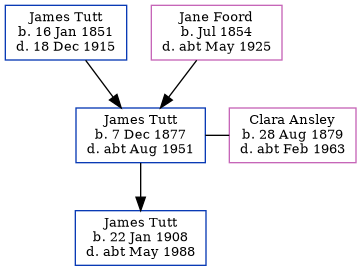 James Tutt
b. 16 Jan 1851
d. 18 Dec 1915
Jane Foord
b. Jul 1854
d. abt May 1925
James Tutt
b. 7 Dec 1877
d. abt Aug 1951
Clara Ansley
b. 28 Aug 1879
d. abt Feb 1963
James Tutt
b. 22 Jan 1908
d. abt May 1988